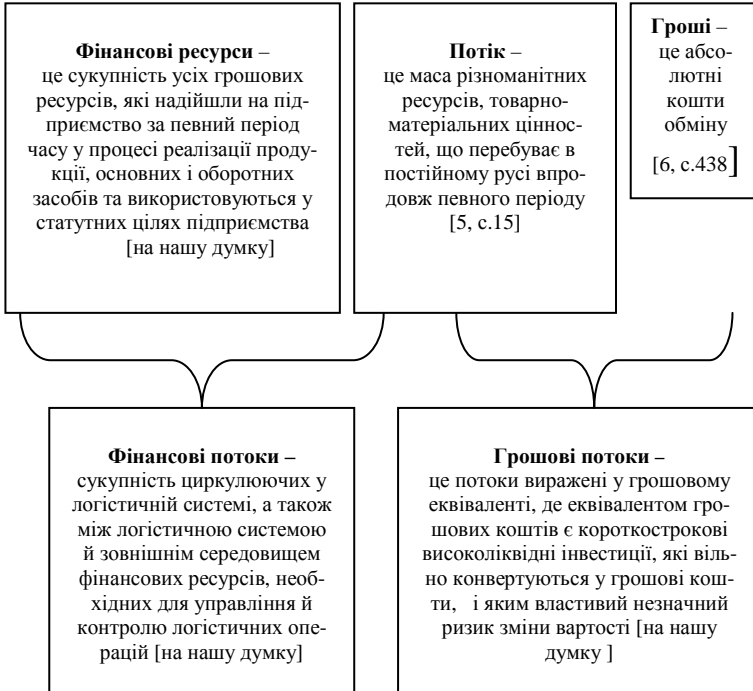 Фінансові ресурси –
це сукупність усіх грошових
ресурсів, які надійшли на під-
приємство за певний період
часу у процесі реалізації проду-
кції, основних і оборотних
засобів та використовуються у
статутних цілях підприємства
[на нашу думку]
Потік –
це маса різноманітних
ресурсів, товарно-
матеріальних ціннос-
тей, що перебуває в
постійному русі впро-
довж певного періоду
[5, с.15]
Гроші –
це абсо-
лютні
кошти
обміну
[6, с.438]
Фінансові потоки –
сукупність циркулюючих у
логістичній системі, а також
між логістичною системою
й зовнішнім середовищем
фінансових ресурсів, необ-
хідних для управління й
контролю логістичних опе-
рацій [на нашу думку]
Грошові потоки –
це потоки виражені у грошовому
еквіваленті, де еквівалентом гро-
шових коштів є короткострокові
високоліквідні інвестиції, які віль-
но конвертуються у грошові кош-
ти, і яким властивий незначний
ризик зміни вартості [на нашу
думку ]